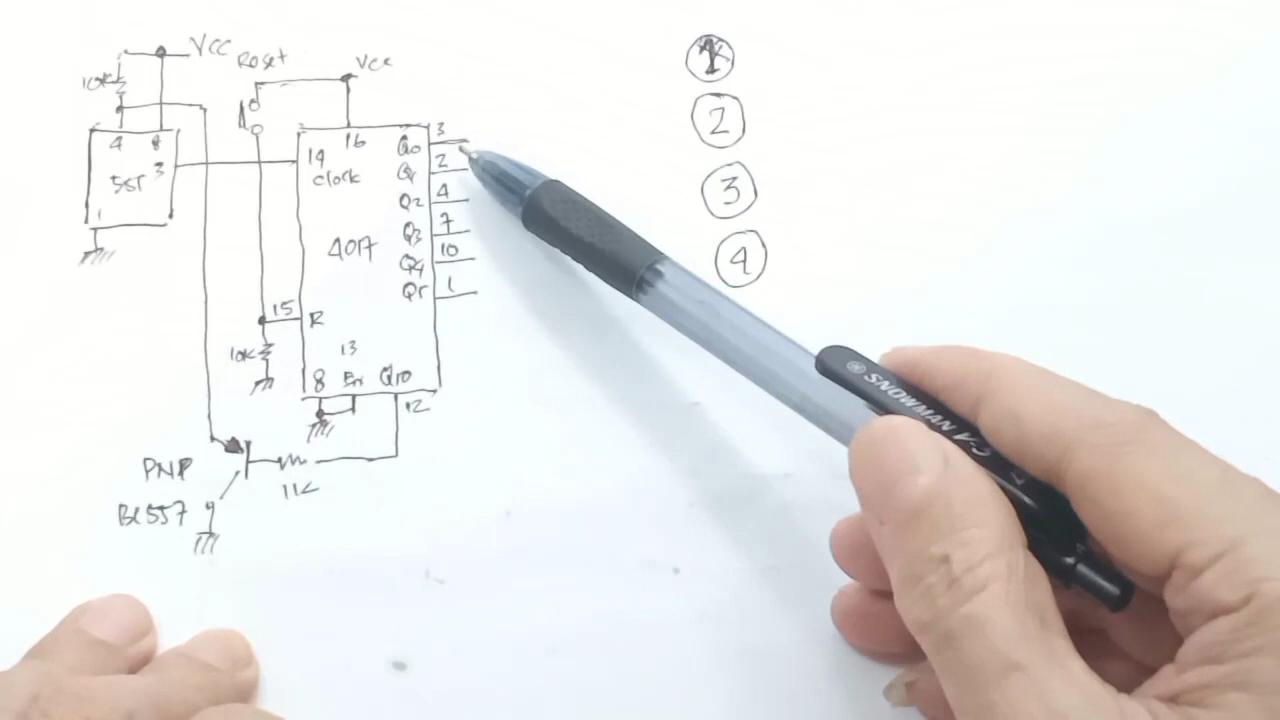 VCC
Reset
VCC
10K
4 8
3
555
1
16
14
Clock
4017
Q0 3
Q1 2
Q2 4
Q3 7
Q4 10
Q5 1
15
R
10K
13
8 En Q10
12
PNP
BC557
1K
1
2
3
4
SNOWMAN V-2